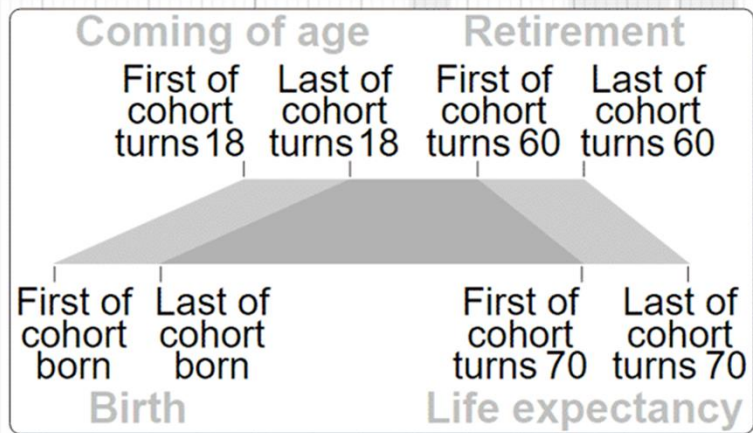 Coming of age Retirement
First of Last of First of Last of
cohort cohort cohort cohort
turns 18 turns 18 turns 60 turns 60
First of Last of First of Last of
cohort cohort cohort cohort
born born turns 70 turns 70
Birth Life expectancy